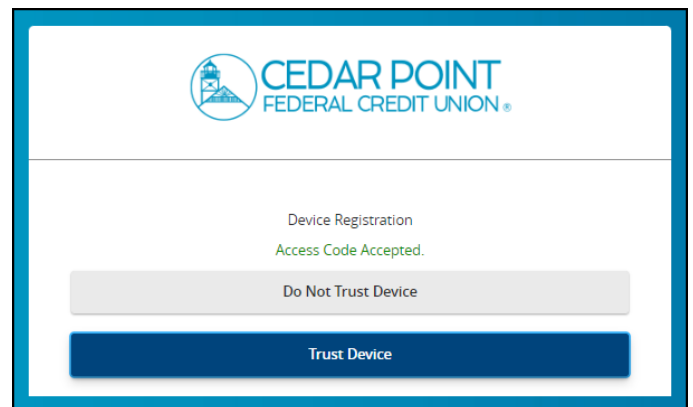 CEDAR POINT
FEDERAL CREDIT UNION ®
Device Registration
Access Code Accepted.
Do Not Trust Device
Trust Device